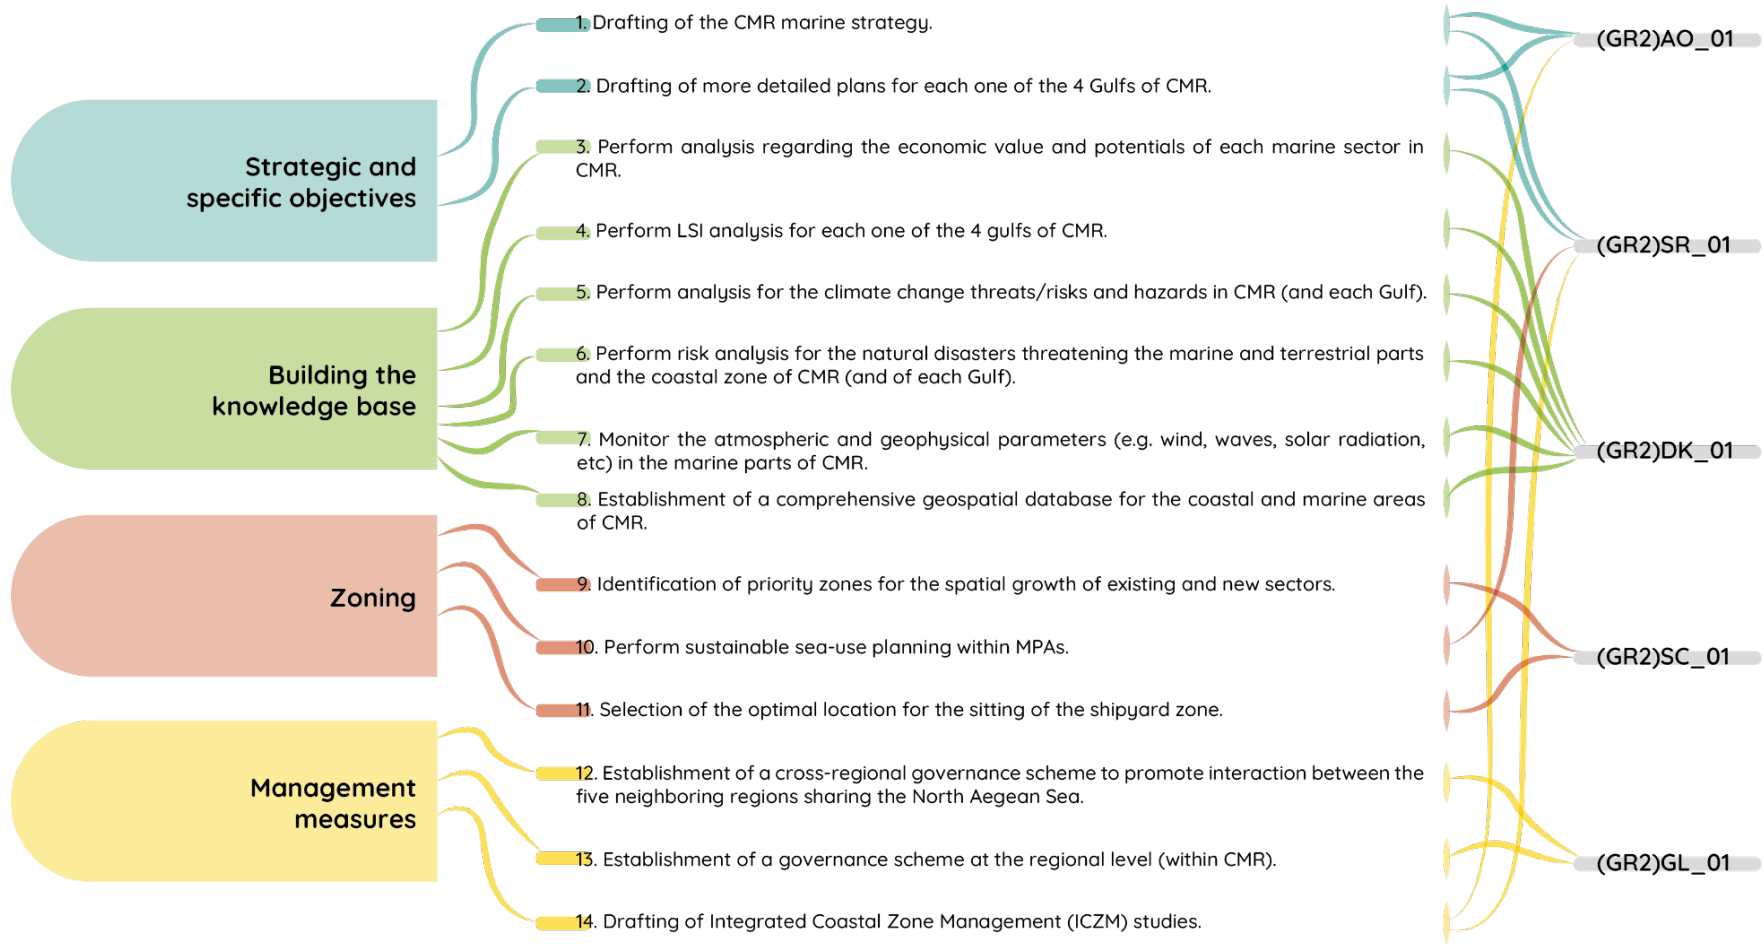 Strategic and
specific objectives
Building the
knowledge base
Zoning
Management
measures
1. Drafting of the CMR marine strategy.
2. Drafting of more detailed plans for each one of the 4 Gulfs of CMR.
3. Perform analysis regarding the economic value and potentials of each marine sector in
CMR.
4. Perform LSI analysis for each one of the 4 gulfs of CMR.
5. Perform analysis for the climate change threats/risks and hazards in CMR (and each Gulf).
6. Perform risk analysis for the natural disasters threatening the marine and terrestrial parts
and the coastal zone of CMR (and of each Gulf).
7. Monitor the atmospheric and geophysical parameters (e.g. wind, waves, solar radiation,
etc) in the marine parts of CMR.
8. Establishment of a comprehensive geospatial database for the coastal and marine areas
of CMR.
9. Identification of priority zones for the spatial growth of existing and new sectors.
10. Perform sustainable sea-use planning within MPAs.
11. Selection of the optimal location for the sitting of the shipyard zone.
12. Establishment of a cross-regional governance scheme to promote interaction between the
five neighboring regions sharing the North Aegean Sea.
13. Establishment of a governance scheme at the regional level (within CMR).
14. Drafting of Integrated Coastal Zone Management (ICZM) studies.
(GR2)AO_01
(GR2)SR_01
(GR2)DK_01
(GR2)SC_01
(GR2)GL_01